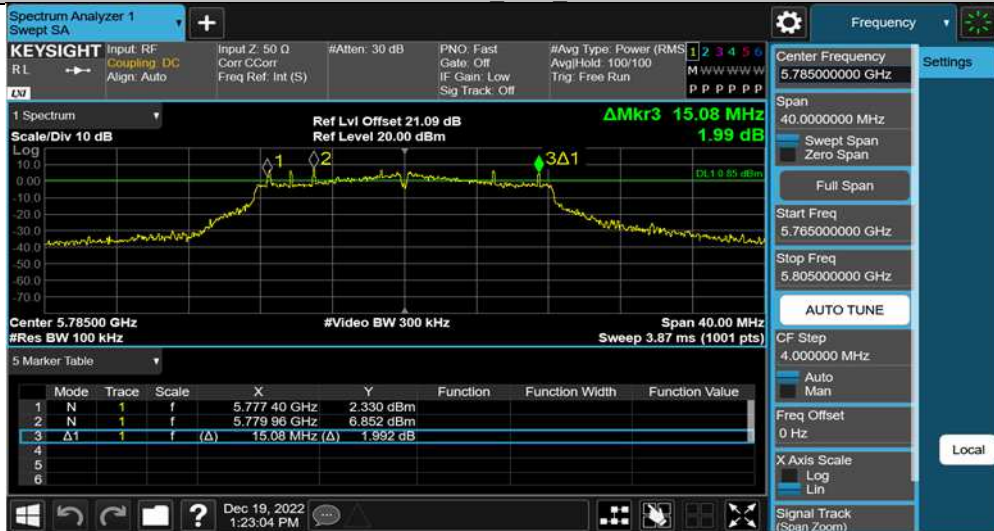 Spectrum Analyzer 1
Swept SA
Frequency
KEYSIGHT
RL
LXI
Input: RF
Coupling: DC
Align: Auto
Input Z: 50 Ω
Corr CCorr
Freq Ref: Int (S)
#Atten: 30 dB
PNO: Fast
Gate: Off
IF Gain: Low
Sig Track: Off
#Avg Type: Power (RMS
Avg|Hold: 100/100
Trig: Free Run
1 2 3 4 5 6
M W W W W W
P P P P P P
1 Spectrum
Scale/Div 10 dB
Ref Lvl Offset 21.09 dB
Ref Level 20.00 dBm
ΔMkr3 15.08 MHz
1.99 dB
Log
10.0
0.00
-10.0
-20.0
-30.0
-40.0
-50.0
-60.0
-70.0
1
2
3Δ1
DL1 0.85 dBm
Center 5.78500 GHz
#Res BW 100 kHz
#Video BW 300 kHz
Span 40.00 MHz
Sweep 3.87 ms (1001 pts)
5 Marker Table
Mode Trace Scale X Y Function Function Width Function Value
1 N 1 f 5.777 40 GHz 2.330 dBm
2 N 1 f 5.779 96 GHz 6.852 dBm
3 Δ1 1 f (Δ) 15.08 MHz (Δ) 1.992 dB
4
5
6
Dec 19, 2022
1:23:04 PM
Center Frequency
5.785000000 GHz
Span
40.0000000 MHz
Swept Span
Zero Span
Full Span
Start Freq
5.765000000 GHz
Stop Freq
5.805000000 GHz
AUTO TUNE
CF Step
4.000000 MHz
Auto
Man
Freq Offset
0 Hz
X Axis Scale
Log
Lin
Signal Track
(Span Zoom)
Settings
Local